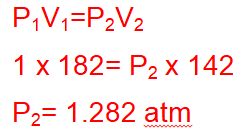 P₁V₁=P₂V₂
1 x 182= P₂ x 142
P₂= 1.282 atm